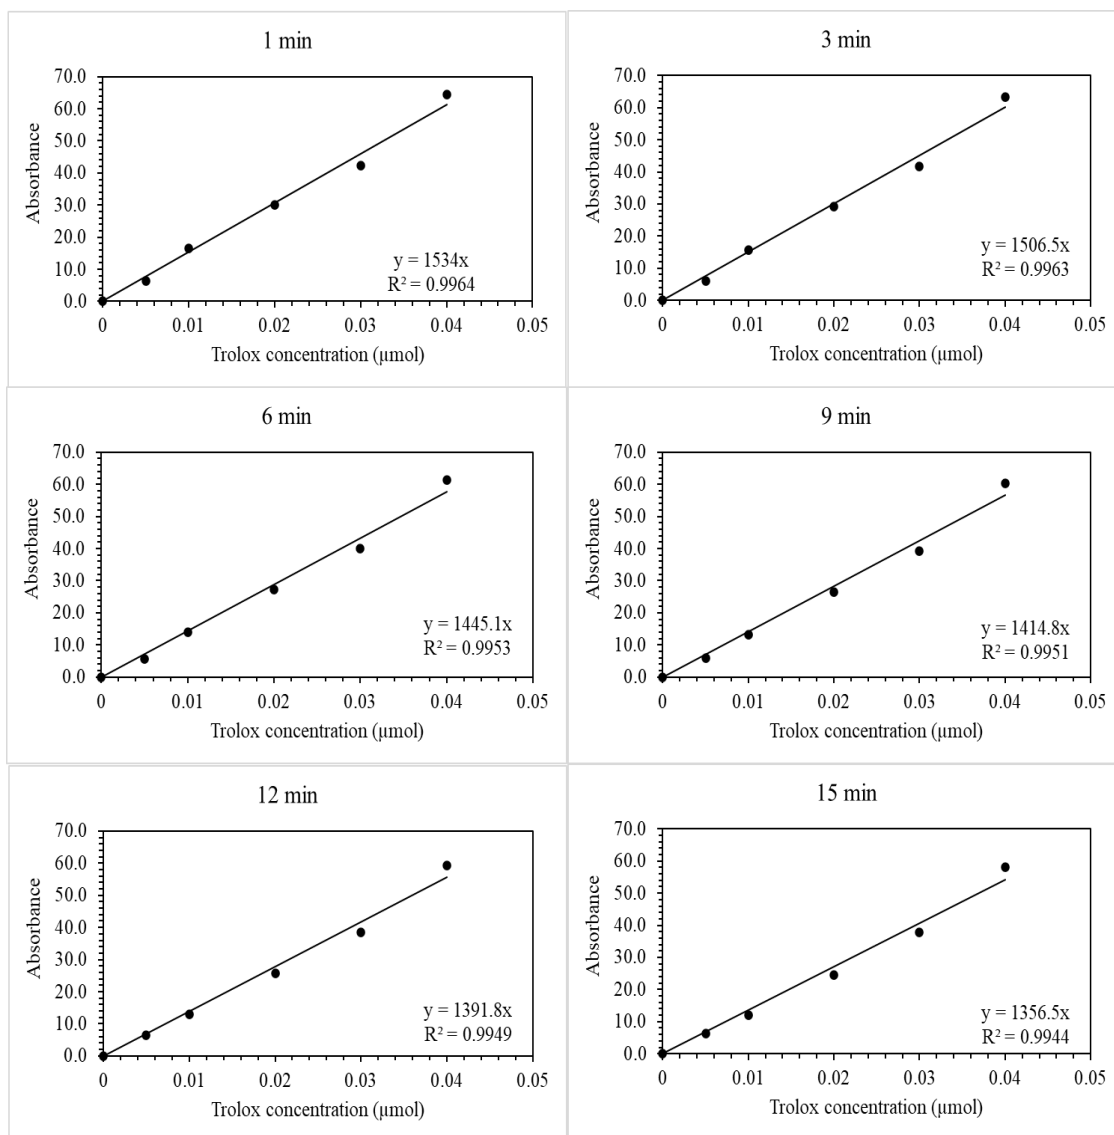 1 min
70.0
60.0
50.0
40.0
30.0
20.0
10.0
0.0
Absorbance
y = 1534x
R² = 0.9964
0 0.01 0.02 0.03 0.04 0.05
Trolox concentration (μmol)
3 min
70.0
60.0
50.0
40.0
30.0
20.0
10.0
0.0
Absorbance
y = 1506.5x
R² = 0.9963
0 0.01 0.02 0.03 0.04 0.05
Trolox concentration (μmol)
6 min
70.0
60.0
50.0
40.0
30.0
20.0
10.0
0.0
Absorbance
y = 1445.1x
R² = 0.9953
0 0.01 0.02 0.03 0.04 0.05
Trolox concentration (μmol)
9 min
70.0
60.0
50.0
40.0
30.0
20.0
10.0
0.0
Absorbance
y = 1414.8x
R² = 0.9951
0 0.01 0.02 0.03 0.04 0.05
Trolox concentration (μmol)
12 min
70.0
60.0
50.0
40.0
30.0
20.0
10.0
0.0
Absorbance
y = 1391.8x
R² = 0.9949
0 0.01 0.02 0.03 0.04 0.05
Trolox concentration (μmol)
15 min
70.0
60.0
50.0
40.0
30.0
20.0
10.0
0.0
Absorbance
y = 1356.5x
R² = 0.9944
0 0.01 0.02 0.03 0.04 0.05
Trolox concentration (μmol)